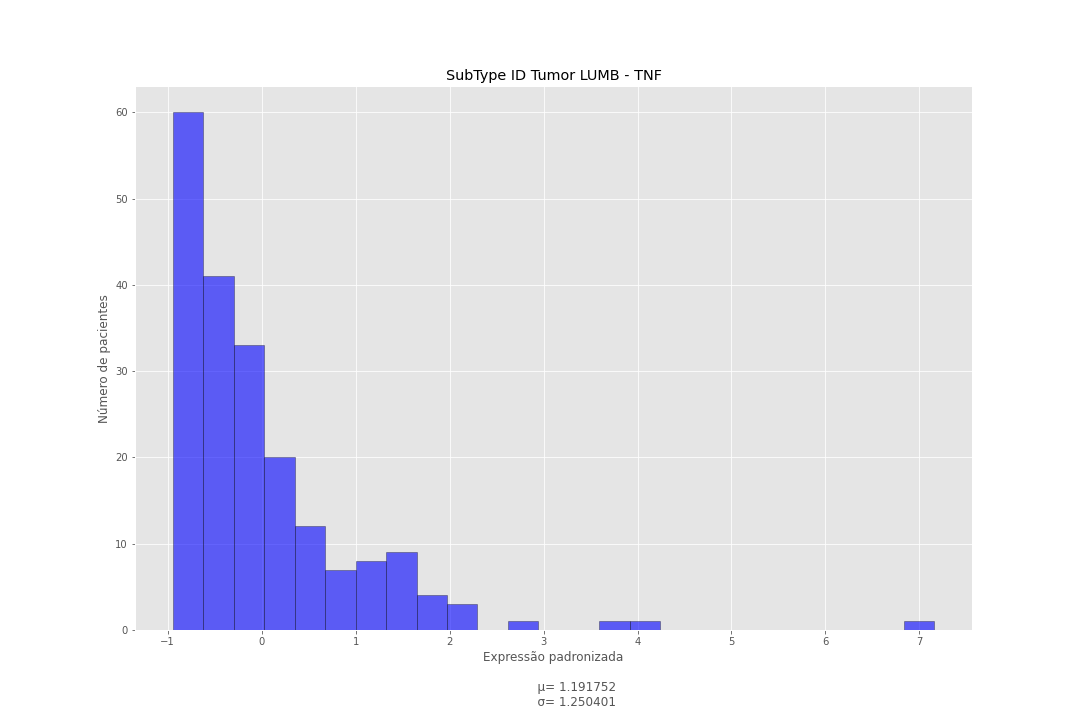 SubType ID Tumor LUMB - TNF
60
50
40
30
20
10
0
Número de pacientes
−1 0 1 2 3 4 5 6 7
Expressão padronizada
μ= 1.191752
σ= 1.250401